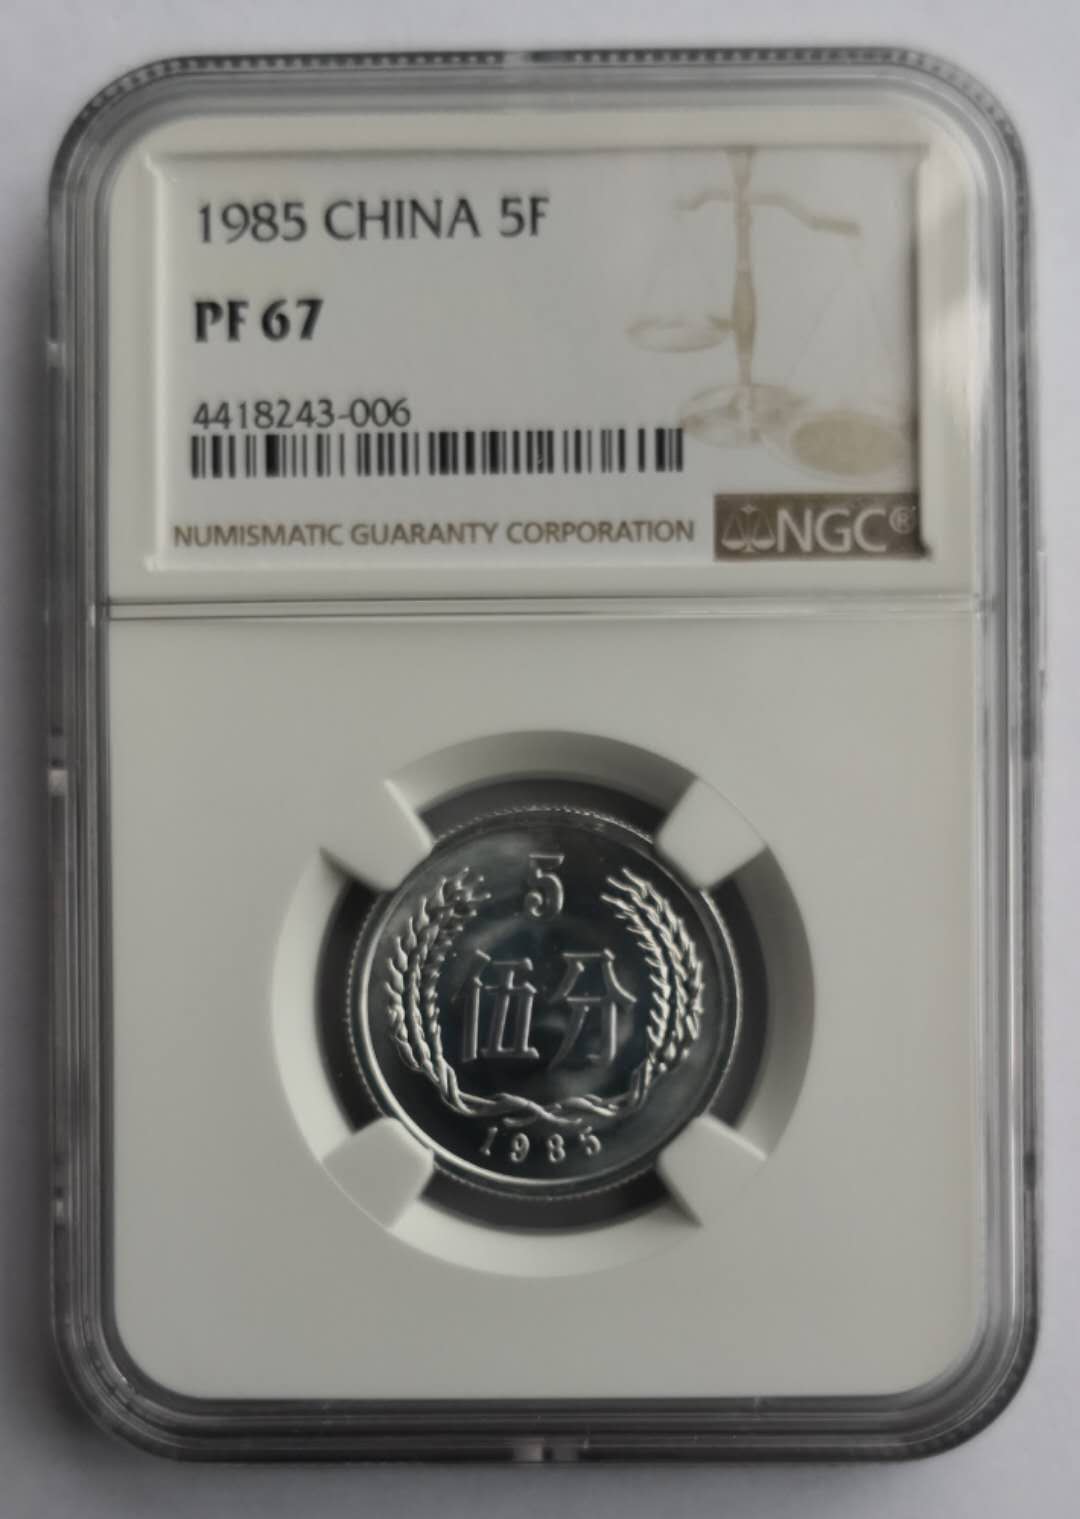 1985 CHINA 5F
PF 67
4418243-006
NUMISMATIC GUARANTY CORPORATION
NGC®
5
伍分
1985